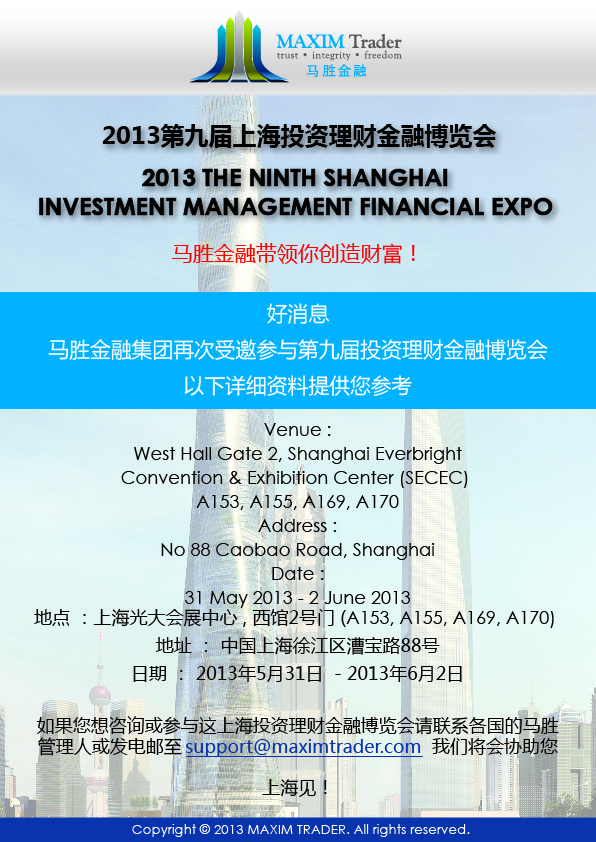 MAXIM Trader
trust • integrity • freedom
马胜金融
2013第九届上海投资理财金融博览会
2013 THE NINTH SHANGHAI
INVESTMENT MANAGEMENT FINANCIAL EXPO
马胜金融带领你创造财富！
好消息
马胜金融集团再次受邀参与第九届投资理财金融博览会
以下详细资料提供您参考
Venue :
West Hall Gate 2, Shanghai Everbright
Convention & Exhibition Center (SECEC)
A153, A155, A169, A170
Address :
No 88 Caobao Road, Shanghai
Date :
31 May 2013 - 2 June 2013
地点 ：上海光大会展中心 , 西馆2号门 (A153, A155, A169, A170)
地址 ： 中国上海徐江区漕宝路88号
日期 ： 2013年5月31日 - 2013年6月2日
如果您想咨询或参与这上海投资理财金融博览会请联系各国的马胜
管理人或发电邮至 support@maximtrader.com 我们将会协助您
上海见！
Copyright © 2013 MAXIM TRADER. All rights reserved.